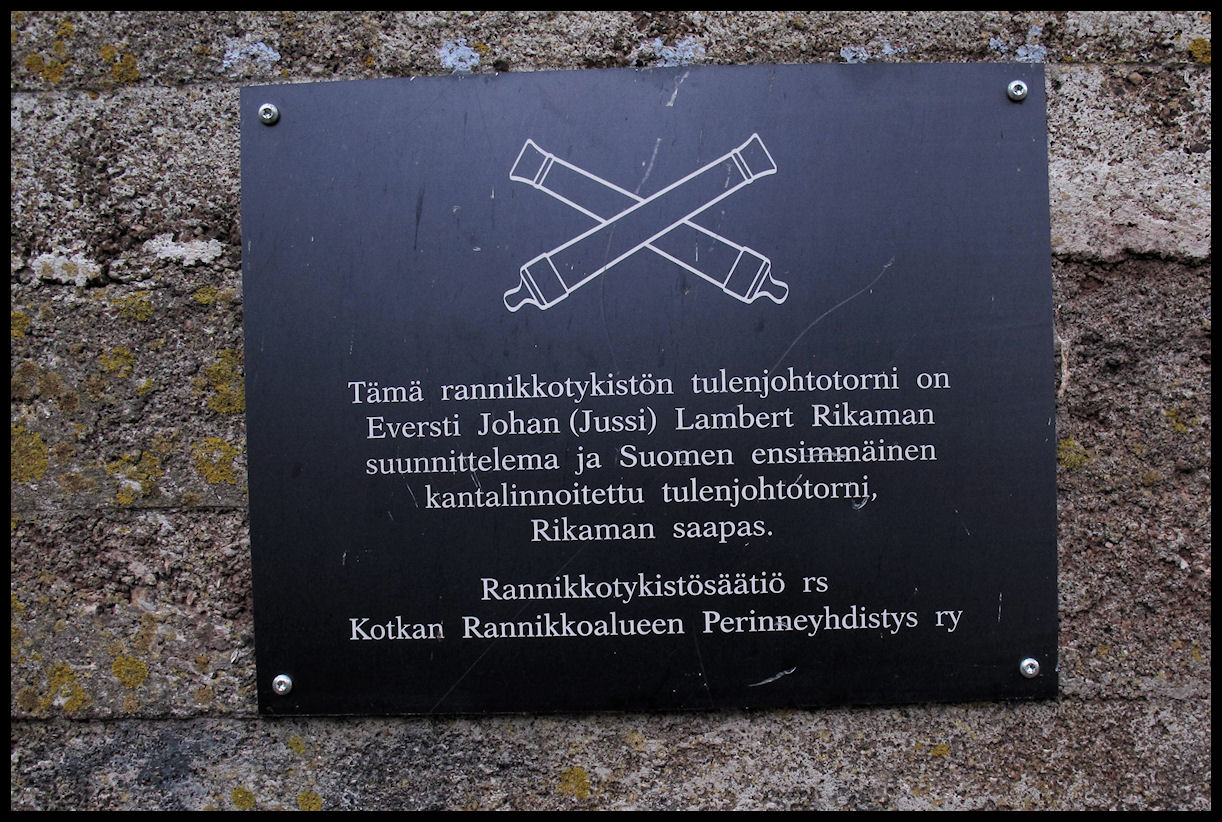 Tämä rannikkotykistön tulenjohtotorni on
Eversti Johan (Jussi) Lambert Rikaman
suunnittelema ja Suomen ensimmäinen
kantalinnoitettu tulenjohtotorni,
Rikaman saapas.
Rannikkotykistösäätiö rs
Kotkan Rannikkoalueen Perinneyhdistys ry